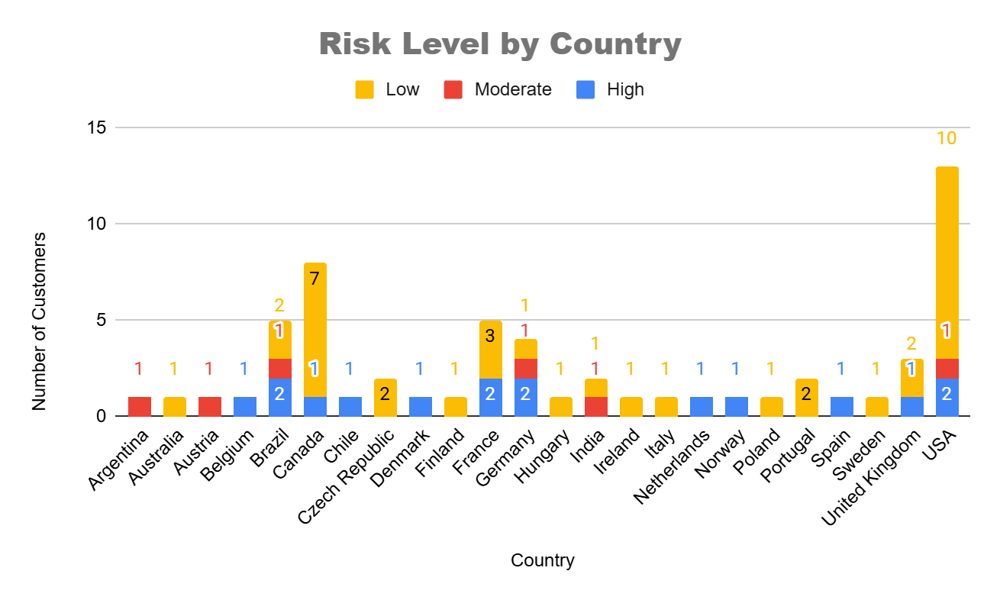 Risk Level by Country
Low Moderate High
15
10
5
0
Number of Customers
10
7
2
1
1
3
1
1
1
2
1
1
1
1
1
1
1
2
1
1
2
1
1
2
2
1
1
1
1
1
1
1
1
2
1
1
1
2
Argentina
Australia
Austria
Belgium
Brazil
Canada
Chile
Czech Republic
Denmark
Finland
France
Germany
Hungary
India
Ireland
Italy
Netherlands
Norway
Poland
Portugal
Spain
Sweden
United Kingdom
USA
Country